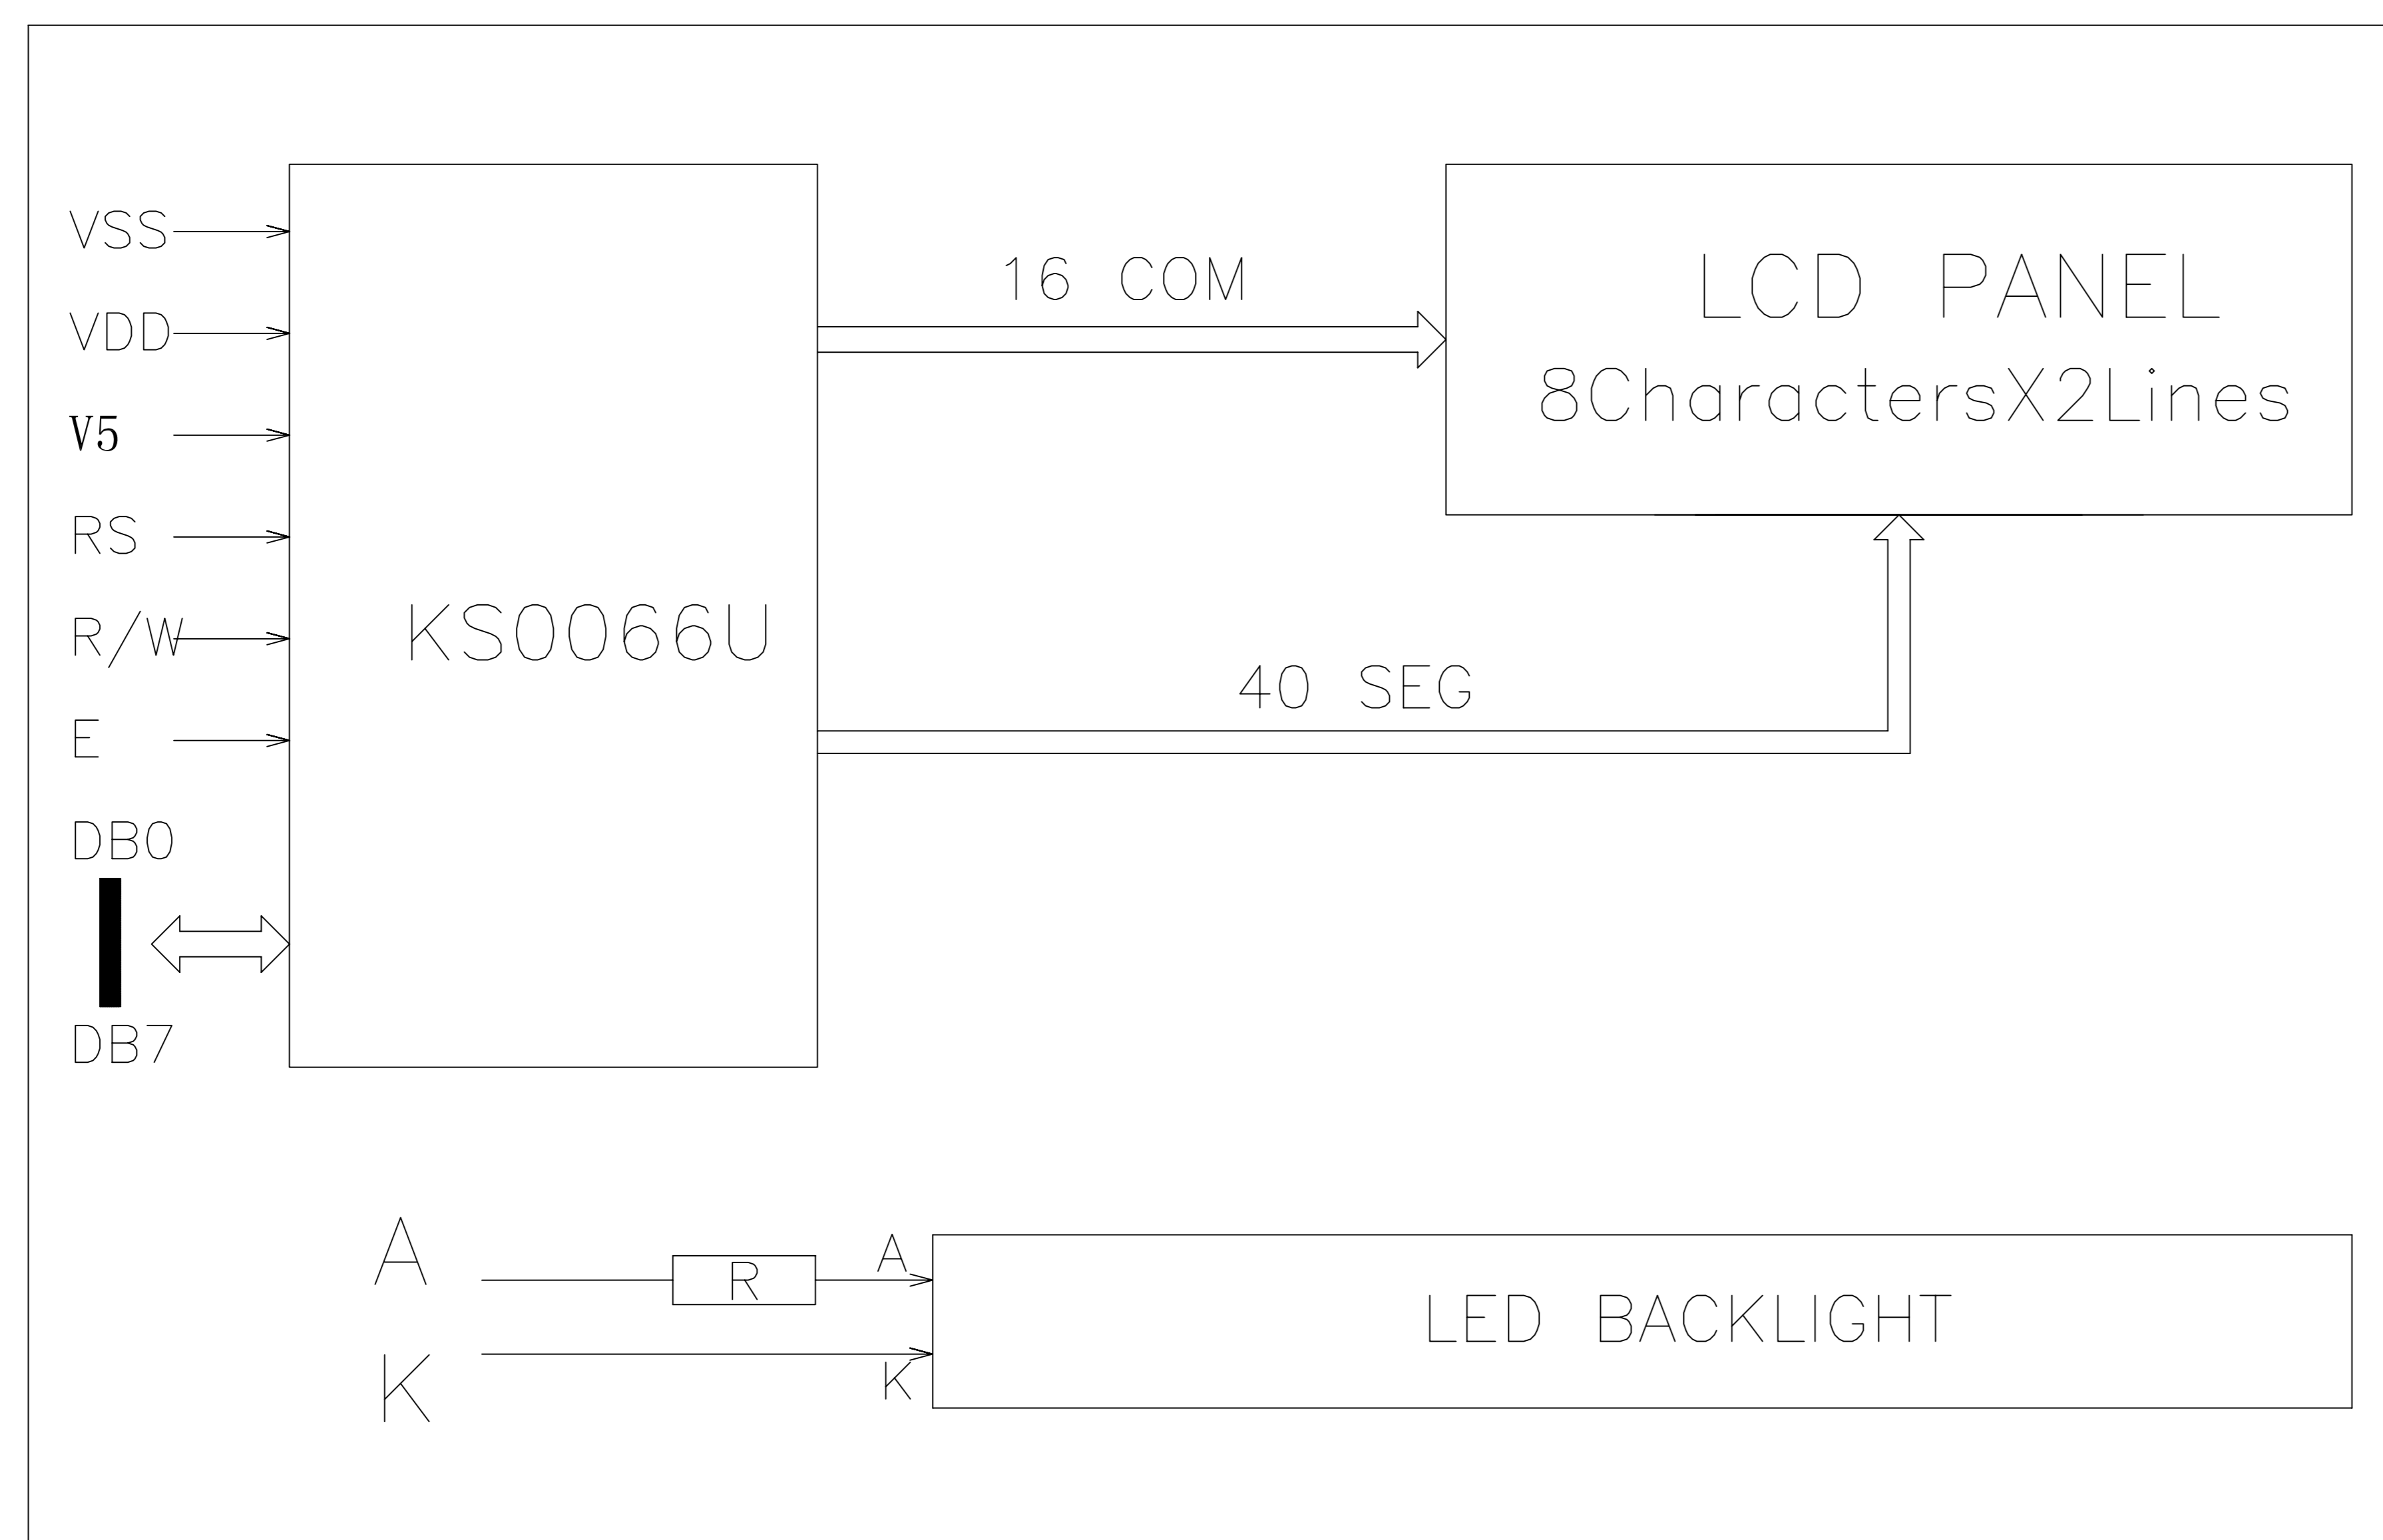 VSS
VDD
V5
RS
R/W
E
DB0
DB7
KS0066U
16 COM
40 SEG
LCD PANEL
8CharactersX2Lines
A
R
A
K
K
LED BACKLIGHT